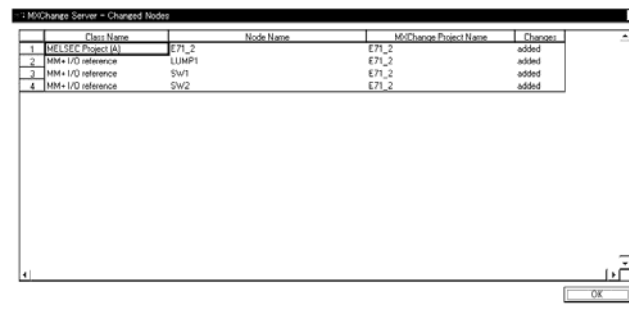 MXChange Server - Changed Nodes
Class Name Node Name MXChange Project Name Changes
1 MELSEC Project (A) E71_2 E71_2 added
2 MM+ I/O reference LUMP1 E71_2 added
3 MM+ I/O reference SW1 E71_2 added
4 MM+ I/O reference SW2 E71_2 added
OK